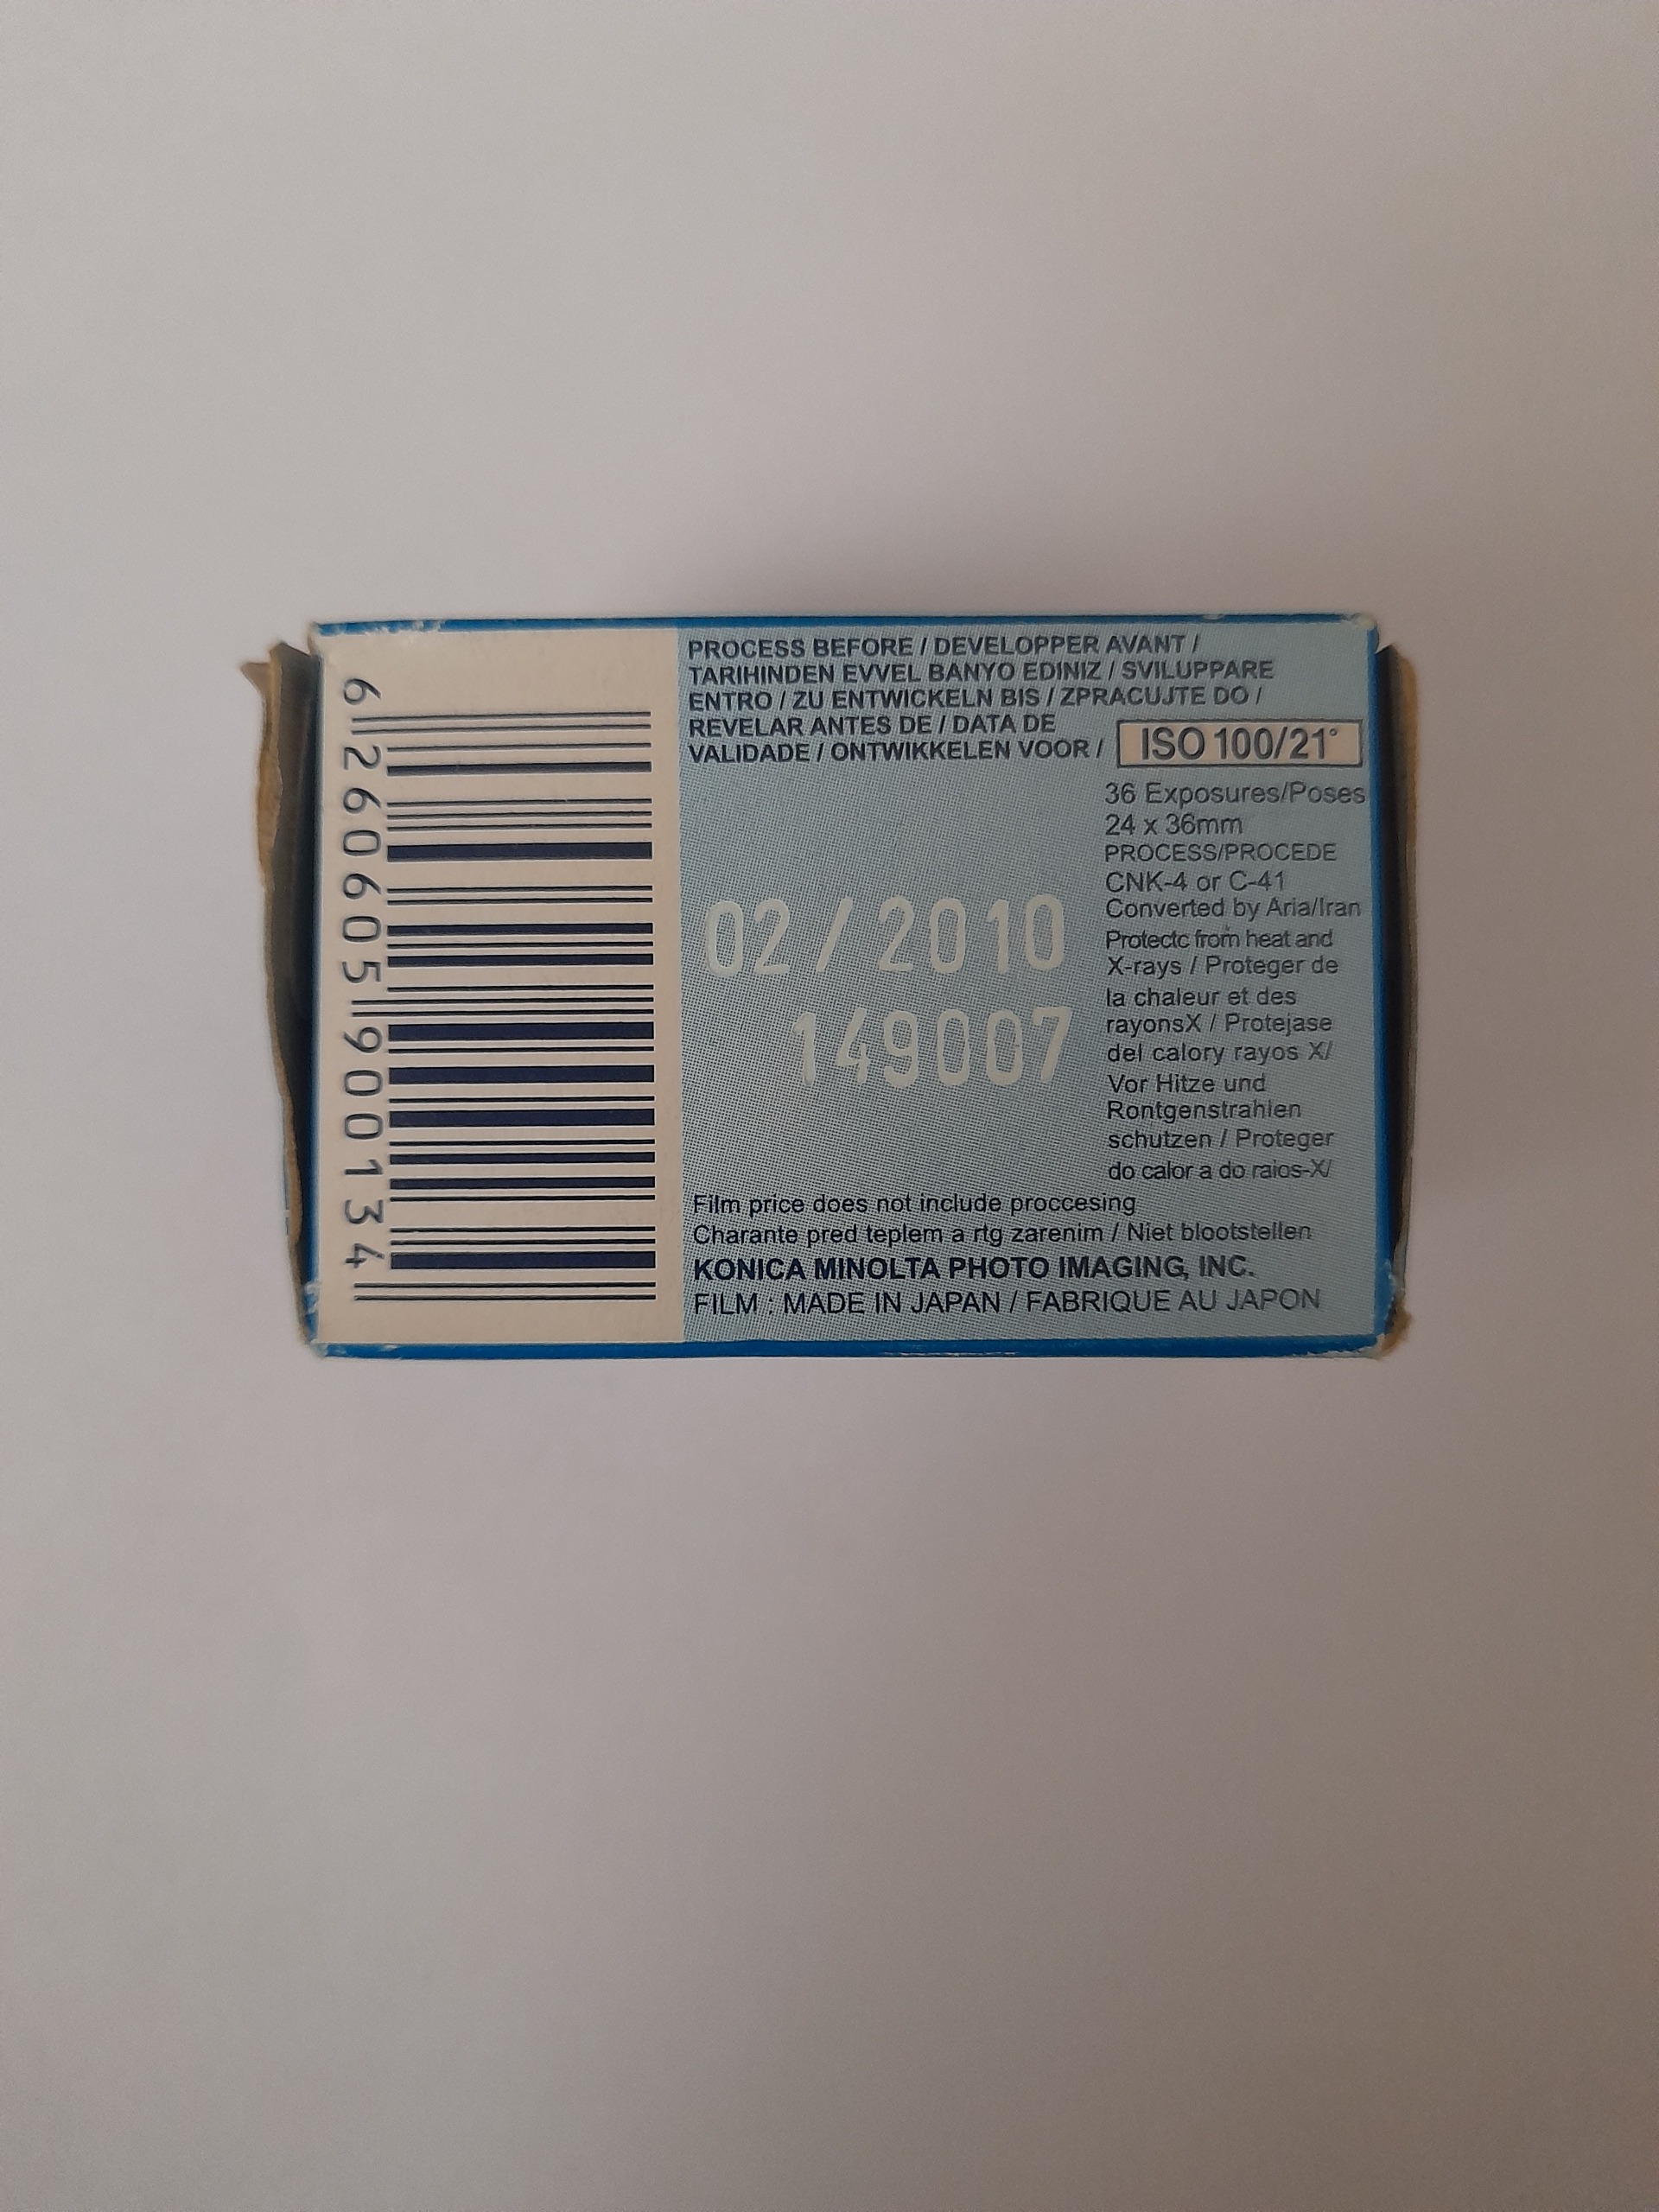 6 260605 900134
PROCESS BEFORE / DEVELOPPER AVANT /
TARIHINDEN EVVEL BANYO EDINIZ / SVILUPPARE
ENTRO / ZU ENTWICKELN BIS / ZPRACUJTE DO /
REVELAR ANTES DE / DATA DE
VALIDADE / ONTWIKKELEN VOOR /
ISO 100/21°
02/2010
149007
36 Exposures/Poses
24 x 36mm
PROCESS/PROCEDE
CNK-4 or C-41
Converted by Aria/Iran
Protectc from heat and
X-rays / Proteger de
la chaleur et des
rayonsX / Protejase
del calory rayos X/
Vor Hitze und
Rontgenstrahlen
schutzen / Proteger
do calor a do raios-X/
Film price does not include proccesing
Charante pred teplem a rtg zarenim / Niet blootstellen
KONICA MINOLTA PHOTO IMAGING, INC.
FILM : MADE IN JAPAN / FABRIQUE AU JAPON